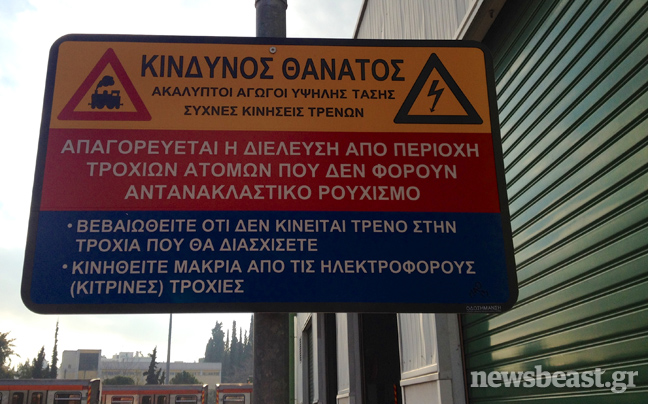 ΚΙΝΔΥΝΟΣ ΘΑΝΑΤΟΣ
ΑΚΑΛΥΠΤΟΙ ΑΓΩΓΟΙ ΥΨΗΛΗΣ ΤΑΣΗΣ
ΣΥΧΝΕΣ ΚΙΝΗΣΕΙΣ ΤΡΕΝΩΝ
ΑΠΑΓΟΡΕΥΕΤΑΙ Η ΔΙΕΛΕΥΣΗ ΑΠΟ ΠΕΡΙΟΧΗ
ΤΡΟΧΙΩΝ ΑΤΟΜΩΝ ΠΟΥ ΔΕΝ ΦΟΡΟΥΝ
ΑΝΤΑΝΑΚΛΑΣΤΙΚΟ ΡΟΥΧΙΣΜΟ
• ΒΕΒΑΙΩΘΕΙΤΕ ΟΤΙ ΔΕΝ ΚΙΝΕΙΤΑΙ ΤΡΕΝΟ ΣΤΗΝ
ΤΡΟΧΙΑ ΠΟΥ ΘΑ ΔΙΑΣΧΙΣΕΤΕ
• ΚΙΝΗΘΕΙΤΕ ΜΑΚΡΙΑ ΑΠΟ ΤΙΣ ΗΛΕΚΤΡΟΦΟΡΟΥΣ
(ΚΙΤΡΙΝΕΣ) ΤΡΟΧΙΕΣ
newsbeast.gr